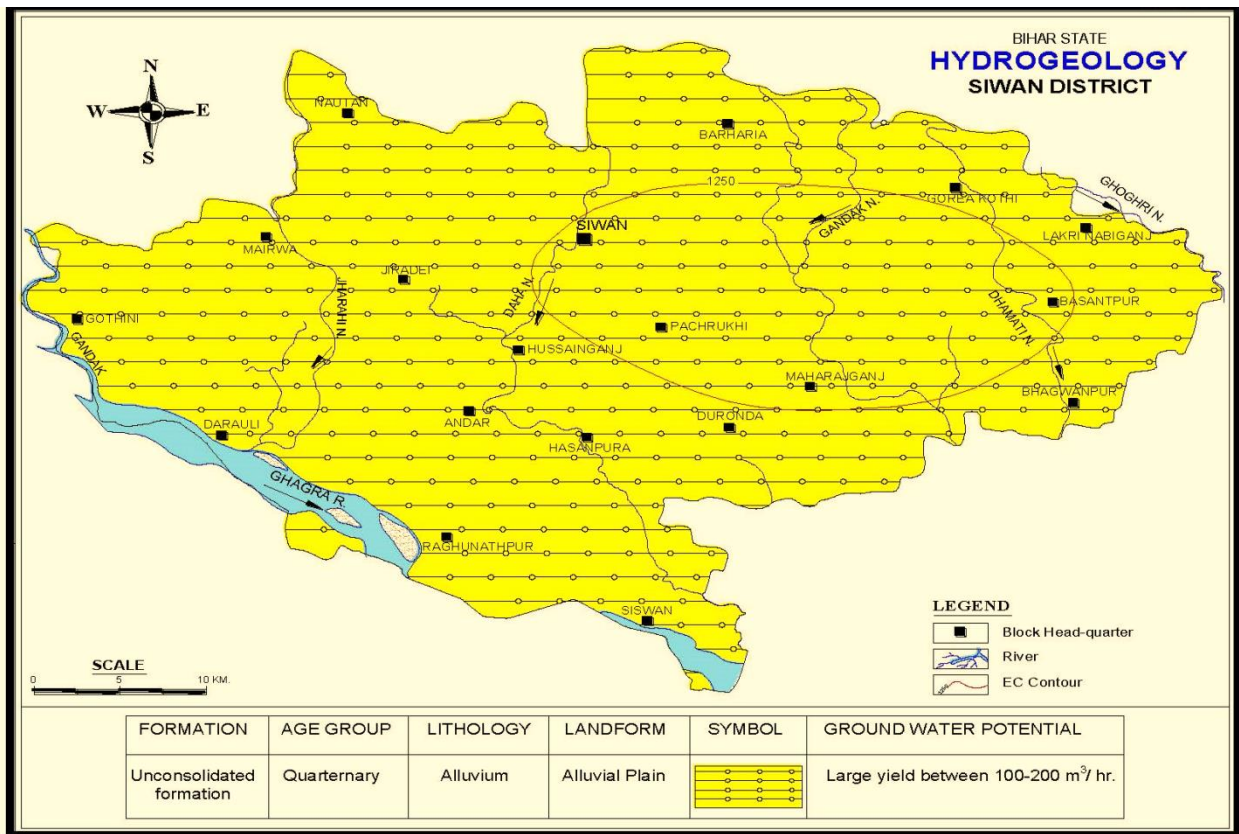 BIHAR STATE
HYDROGEOLOGY
SIWAN DISTRICT
N
W
E
S
NAUTAN
BARHARIA
1250
GHOGHRI N.
GOREA KOTHI
GANDAK N.
SIWAN
LAKRI NABIGANJ
MAIRWA
JIRADEI
JHARAHI N.
DAHA N.
DHAMATI N.
BASANTPUR
GOTHINI
GANDAK
PACHRUKHI
HUSSAINGANJ
MAHARAJGANJ
BHAGWANPUR
DARAULI
ANDAR
DURONDA
HASANPURA
GHAGRA R.
RAGHUNATHPUR
SISWAN
LEGEND
Block Head-quarter
River
EC Contour
SCALE
0 5 10 KM.
FORMATION AGE GROUP LITHOLOGY LANDFORM SYMBOL GROUND WATER POTENTIAL
Unconsolidated formation Quarternary Alluvium Alluvial Plain Large yield between 100-200 m³/ hr.